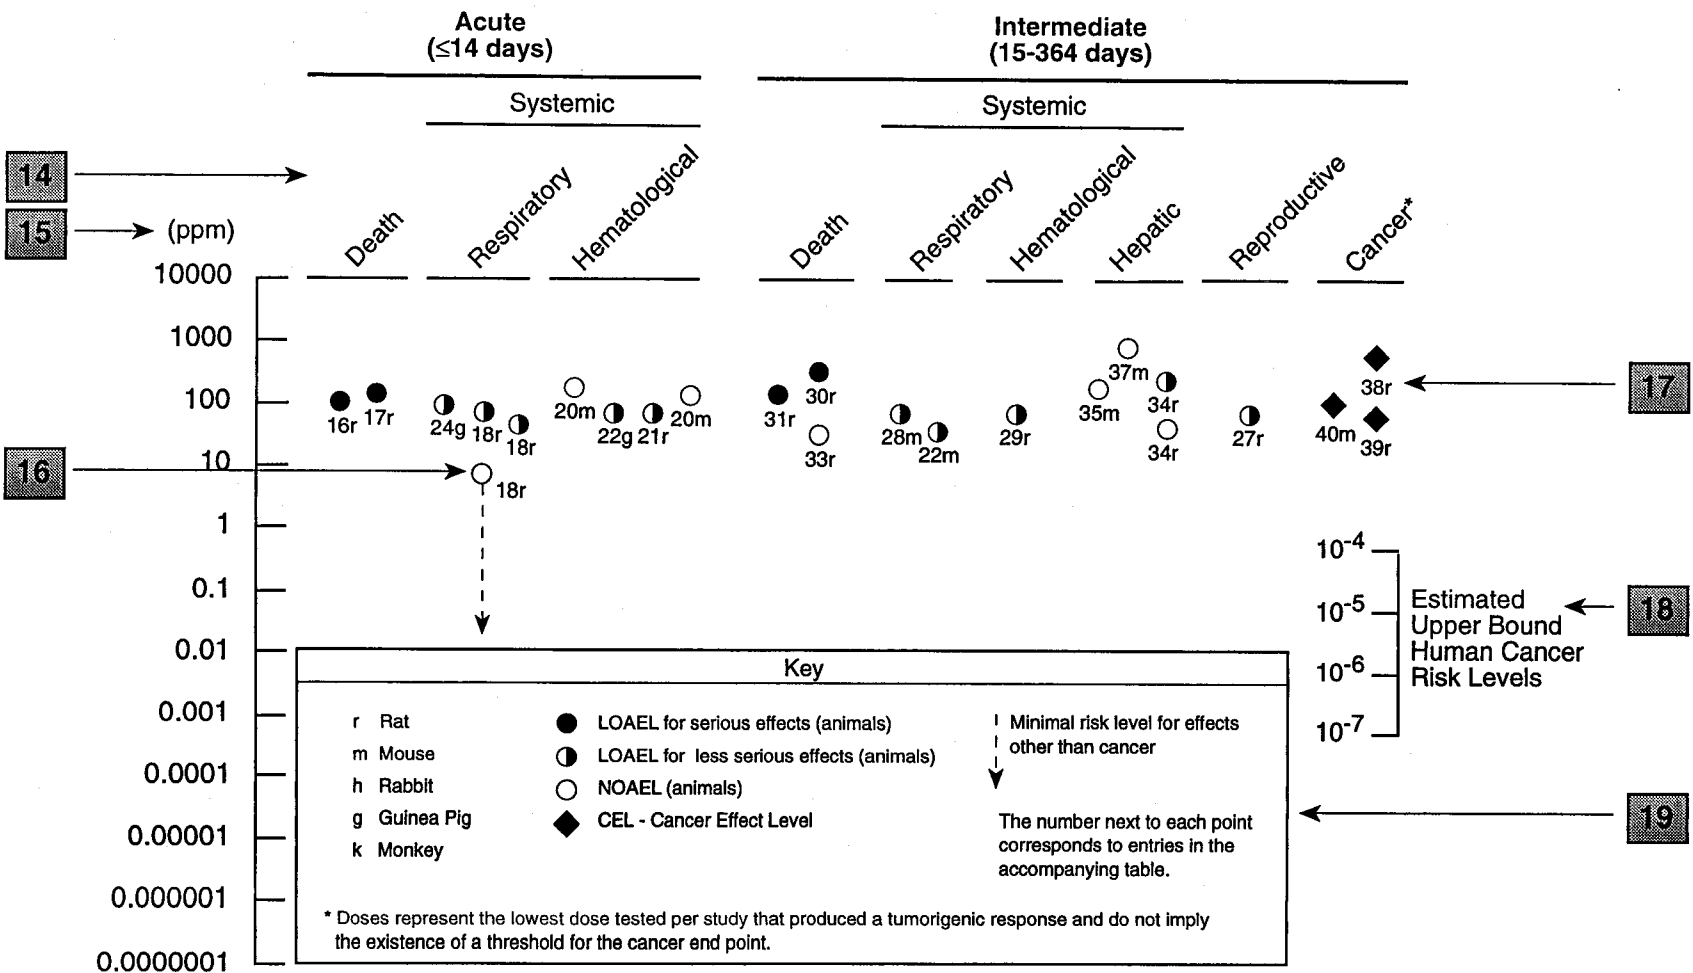 Acute
(≤14 days)
Intermediate
(15-364 days)
Systemic
Systemic
14
15
(ppm)
Death
Respiratory
Hematological
Death
Respiratory
Hematological
Hepatic
Reproductive
Cancer*
10000
1000
100
10
1
0.1
0.01
0.001
0.0001
0.00001
0.000001
0.0000001
16r
17r
24g
18r
18r
18r
20m
22g
21r
20m
31r
30r
33r
28m
22m
29r
35m
37m
34r
34r
27r
40m
38r
39r
16
17
10-4
10-5
10-6
10-7
Estimated
Upper Bound
Human Cancer
Risk Levels
18
Key
r Rat
m Mouse
h Rabbit
g Guinea Pig
k Monkey
LOAEL for serious effects (animals)
LOAEL for less serious effects (animals)
NOAEL (animals)
CEL - Cancer Effect Level
Minimal risk level for effects
other than cancer
The number next to each point
corresponds to entries in the
accompanying table.
* Doses represent the lowest dose tested per study that produced a tumorigenic response and do not imply
the existence of a threshold for the cancer end point.
19